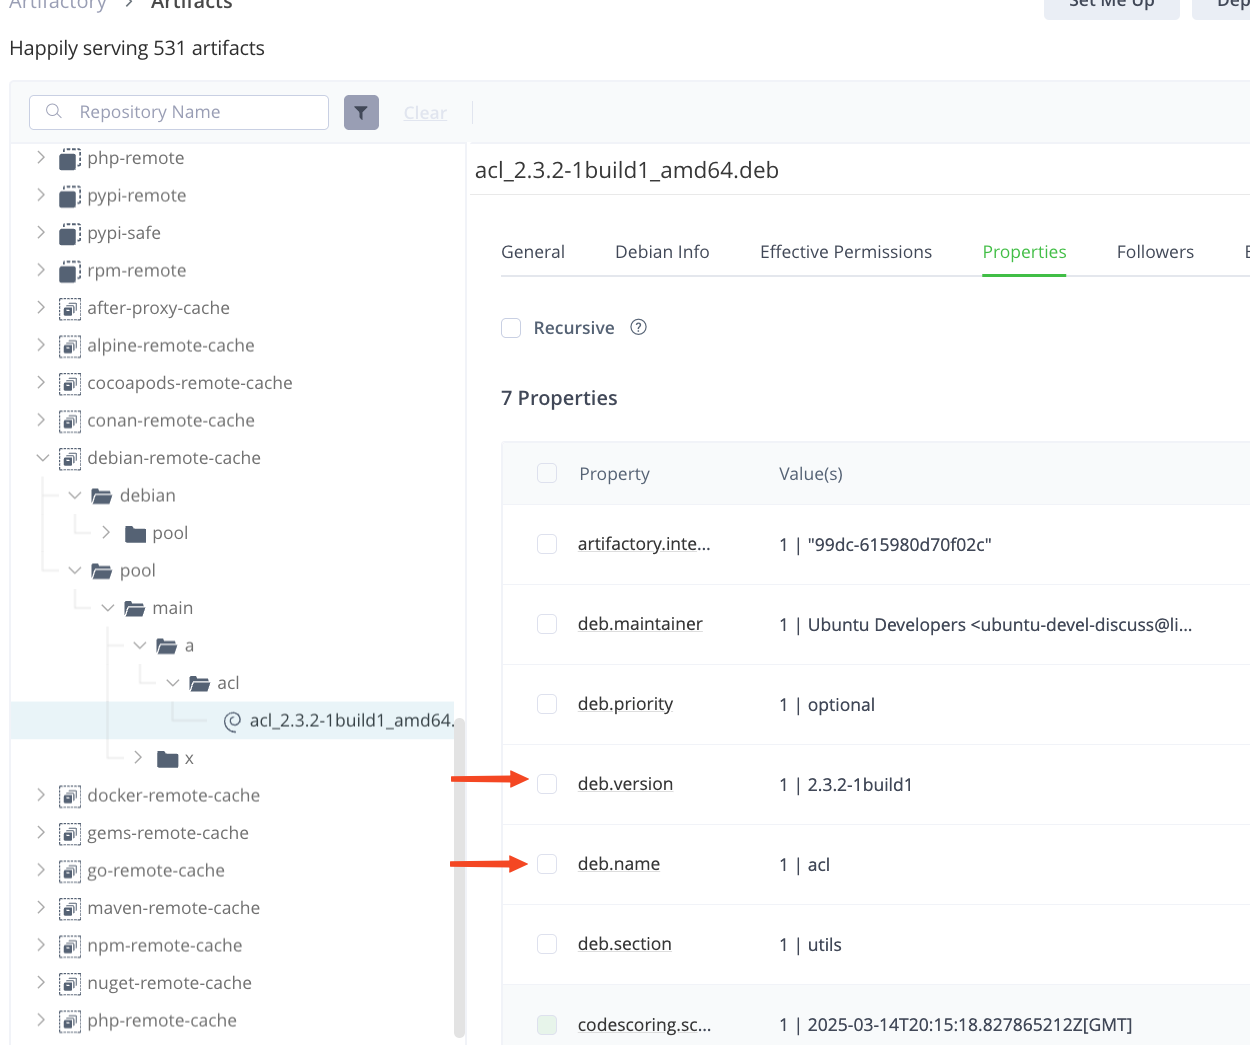 Artifactory > Artifacts
Set Me Up
Dep
Happily serving 531 artifacts
Repository Name
Clear
php-remote
pypi-remote
pypi-safe
rpm-remote
after-proxy-cache
alpine-remote-cache
cocoapods-remote-cache
conan-remote-cache
debian-remote-cache
debian
pool
pool
main
a
acl
acl_2.3.2-1build1_amd64.
x
docker-remote-cache
gems-remote-cache
go-remote-cache
maven-remote-cache
npm-remote-cache
nuget-remote-cache
php-remote-cache
acl_2.3.2-1build1_amd64.deb
General Debian Info Effective Permissions Properties Followers
Recursive ?
7 Properties
Property Value(s)
artifactory.inte... 1 | "99dc-615980d70f02c"
deb.maintainer 1 | Ubuntu Developers <ubuntu-devel-discuss@li...
deb.priority 1 | optional
deb.version 1 | 2.3.2-1build1
deb.name 1 | acl
deb.section 1 | utils
codescoring.sc... 1 | 2025-03-14T20:15:18.827865212Z[GMT]